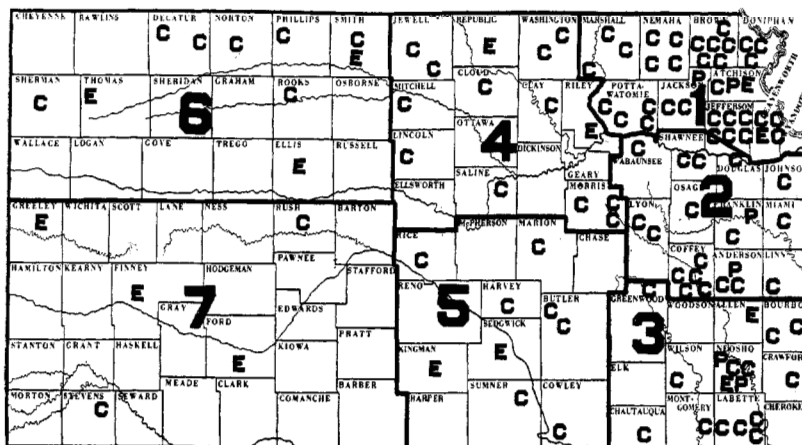 CHEYENNE RAWLINS DECATUR NORTON PHILLIPS SMITH JEWELL REPUBLIC WASHINGTON MARSHALL NEMAHA BROWN DONIPHAN
C C C C C E C C E C C C C C C C C C C C C C C C C
SHERMAN THOMAS SHERIDAN GRAHAM ROOKS OSBORNE MITCHELL CLOUD CLAY RILEY POTTA-
WATOMIE JACKSON ATCHISON
C E C C C C E C C C C C P C P E
JEFFERSON
C C C C C C E C
6 4 1
LINCOLN OTTAWA DICKINSON
C
WALLACE LOGAN GOVE TREGO ELLIS RUSSELL ELLSWORTH SALINE GEARY WABAUNSEE SHAWNEE DOUGLAS JOHNSON
E C C C C C C
MORRIS OSAGE
C C C C
2
GREELEY WICHITA SCOTT LANE NESS RUSH BARTON RICE McPHERSON MARION CHASE LYON FRANKLIN MIAMI
E C C C C C P C C
PAWNEE COFFEY ANDERSON LINN
C C C C C P C C C C
HAMILTON KEARNY FINNEY HODGEMAN STAFFORD RENO HARVEY BUTLER GREENWOOD WOODSON ALLEN BOURBON
E C C C E C C
7 5 3
GRAY FORD EDWARDS SEDGWICK
E E
PRATT
STANTON GRANT HASKELL KIOWA KINGMAN ELK WILSON NEOSHO CRAWFORD
E C P C C E P C C
MORTON STEVENS SEWARD MEADE CLARK COMANCHE BARBER HARPER SUMNER COWLEY CHAUTAUQUA MONT-
GOMERY LABETTE CHEROKEE
C C C C C C C C C C